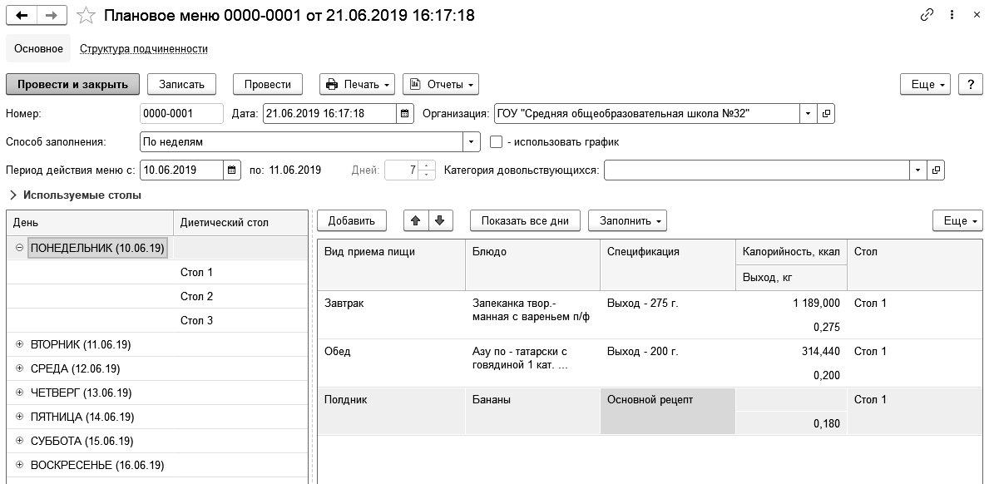 Плановое меню 0000-0001 от 21.06.2019 16:17:18
Основное Структура подчиненности
Провести и закрыть Записать Провести Печать Отчеты Еще ?
Номер: 0000-0001 Дата: 21.06.2019 16:17:18 Организация: ГОУ "Средняя общеобразовательная школа №32"
Способ заполнения: По неделям - использовать график
Период действия меню с: 10.06.2019 по: 11.06.2019 Дней: 7 Категория довольствующихся:
Используемые столы
День Диетический стол
ПОНЕДЕЛЬНИК (10.06.19)
Стол 1
Стол 2
Стол 3
ВТОРНИК (11.06.19)
СРЕДА (12.06.19)
ЧЕТВЕРГ (13.06.19)
ПЯТНИЦА (14.06.19)
СУББОТА (15.06.19)
ВОСКРЕСЕНЬЕ (16.06.19)
Добавить Показать все дни Заполнить Еще
Вид приема пищи Блюдо Спецификация Калорийность, ккал Стол
Выход, кг
Завтрак Запеканка твор.- Выход - 275 г. 1 189,000 Стол 1
манная с вареньем п/ф
0,275
Обед Азу по - татарски с Выход - 200 г. 314,440 Стол 1
говядиной 1 кат. ...
0,200
Полдник Бананы Основной рецепт Стол 1
0,180